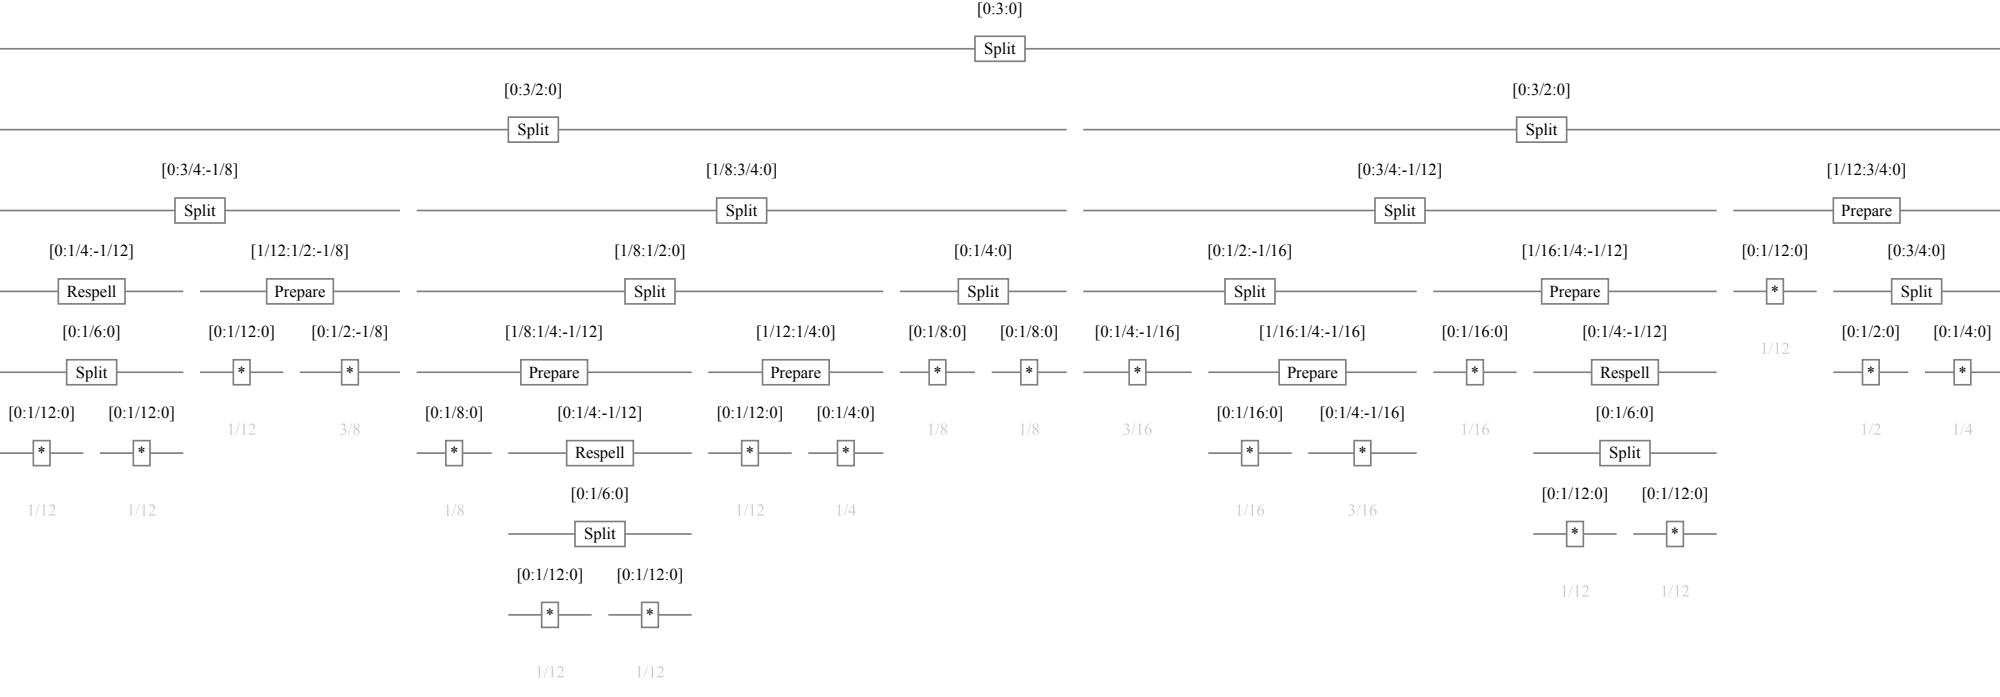 [0:3:0]
Split
[0:3/2:0] [0:3/2:0]
Split Split
[0:3/4:-1/8] [1/8:3/4:0] [0:3/4:-1/12] [1/12:3/4:0]
Split Split Split Prepare
[0:1/4:-1/12] [1/12:1/2:-1/8] [1/8:1/2:0] [0:1/4:0] [0:1/2:-1/16] [1/16:1/4:-1/12] [0:1/12:0] [0:3/4:0]
Respell Prepare Split Split Split Prepare * Split
[0:1/6:0] [0:1/12:0] [0:1/2:-1/8] [1/8:1/4:-1/12] [1/12:1/4:0] [0:1/8:0] [0:1/8:0] [0:1/4:-1/16] [1/16:1/4:-1/16] [0:1/16:0] [0:1/4:-1/12] [0:1/2:0] [0:1/4:0]
1/12
Split * * Prepare Prepare * * * Prepare * Respell * *
[0:1/12:0] [0:1/12:0] [0:1/8:0] [0:1/4:-1/12] [0:1/12:0] [0:1/4:0] [0:1/16:0] [0:1/4:-1/16] [0:1/6:0]
1/12 3/8 1/8 1/8 3/16 1/16 1/2 1/4
* * * Respell * * * * Split
[0:1/6:0] [0:1/12:0] [0:1/12:0]
1/12 1/12 1/8 1/12 1/4 1/16 3/16
Split * *
[0:1/12:0] [0:1/12:0]
1/12 1/12
* *
1/12 1/12